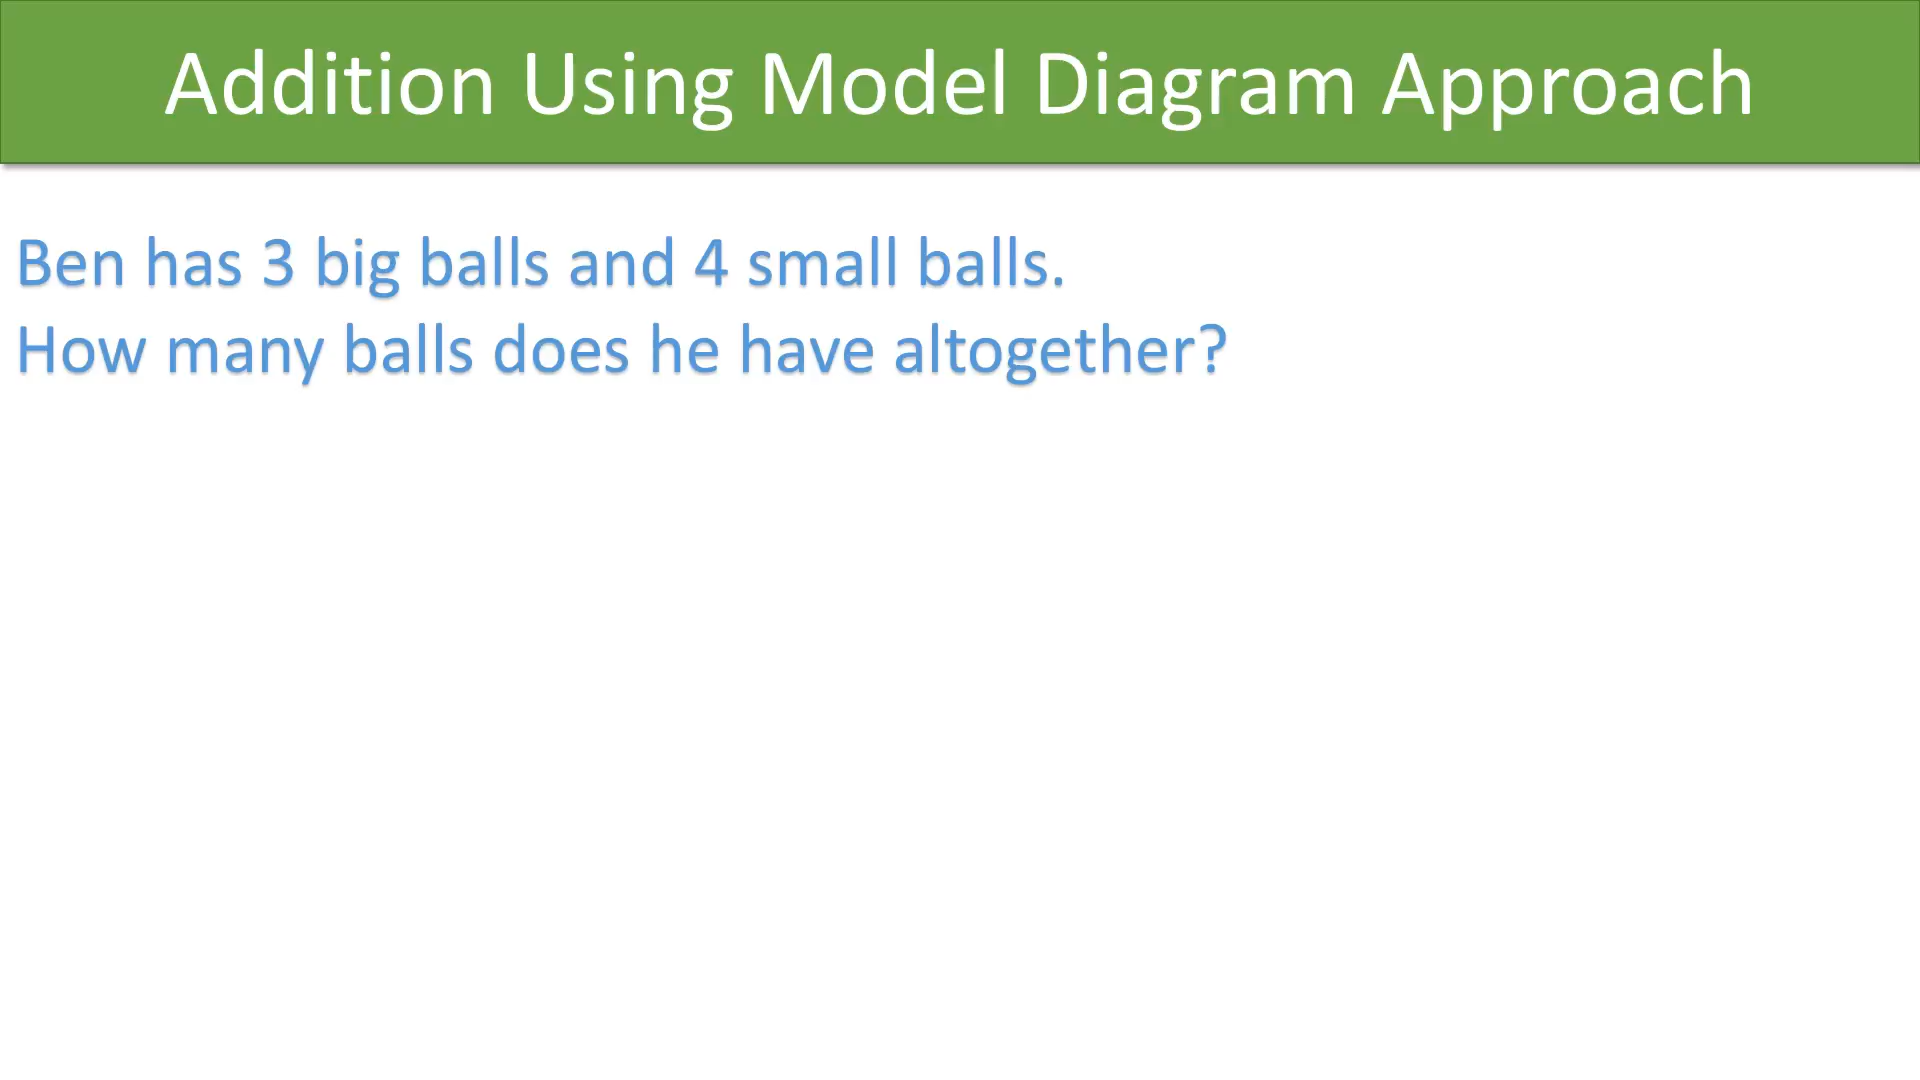 Addition Using Model Diagram Approach
Ben has 3 big balls and 4 small balls.
How many balls does he have altogether?